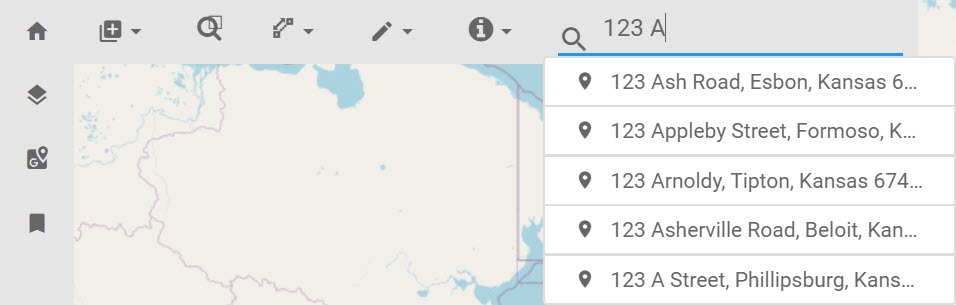 123 A
123 Ash Road, Esbon, Kansas 6...
123 Appleby Street, Formoso, K...
123 Arnoldy, Tipton, Kansas 674...
123 Asherville Road, Beloit, Kan...
123 A Street, Phillipsburg, Kans...